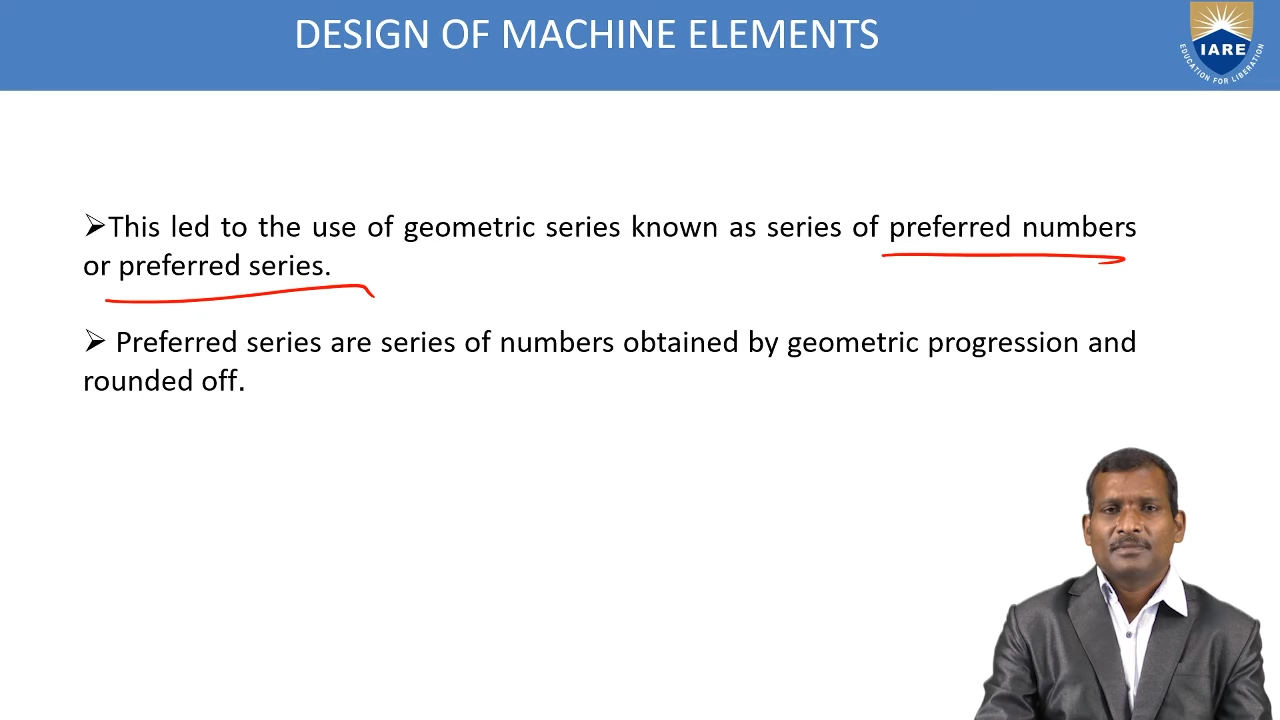 DESIGN OF MACHINE ELEMENTS
IARE
EDUCATION FOR LIBERATION
➢This led to the use of geometric series known as series of preferred numbers
or preferred series.
➢ Preferred series are series of numbers obtained by geometric progression and
rounded off.